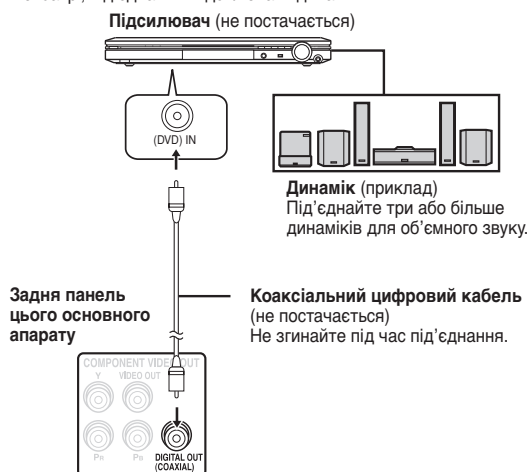 Підсилювач (не постачається)
(DVD) IN
Динамік (приклад)
Під’єднайте три або більше
динаміків для об’ємного звуку.
Задня панель
цього основного
апарату
Коаксіальний цифровий кабель
(не постачається)
Не згинайте під час під’єднання.
COMPONENT VIDEO OUT
Y VIDEO OUT
PB PR DIGITAL OUT
(COAXIAL)